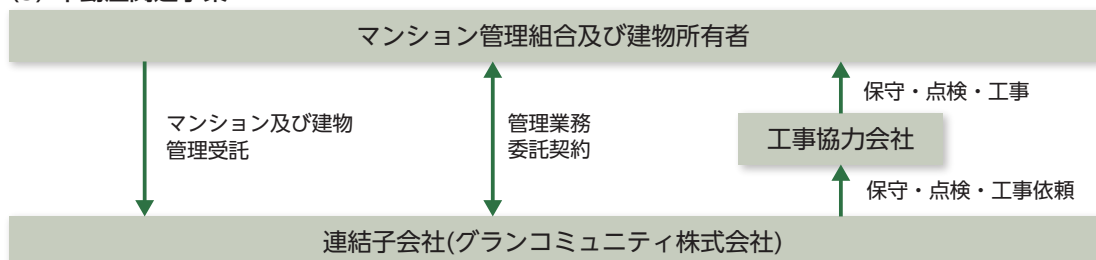 マンション管理組合及び建物所有者
マンション及び建物
管理受託
管理業務
委託契約
保守・点検・工事
工事協力会社
保守・点検・工事依頼
連結子会社(グランコミュニティ株式会社)